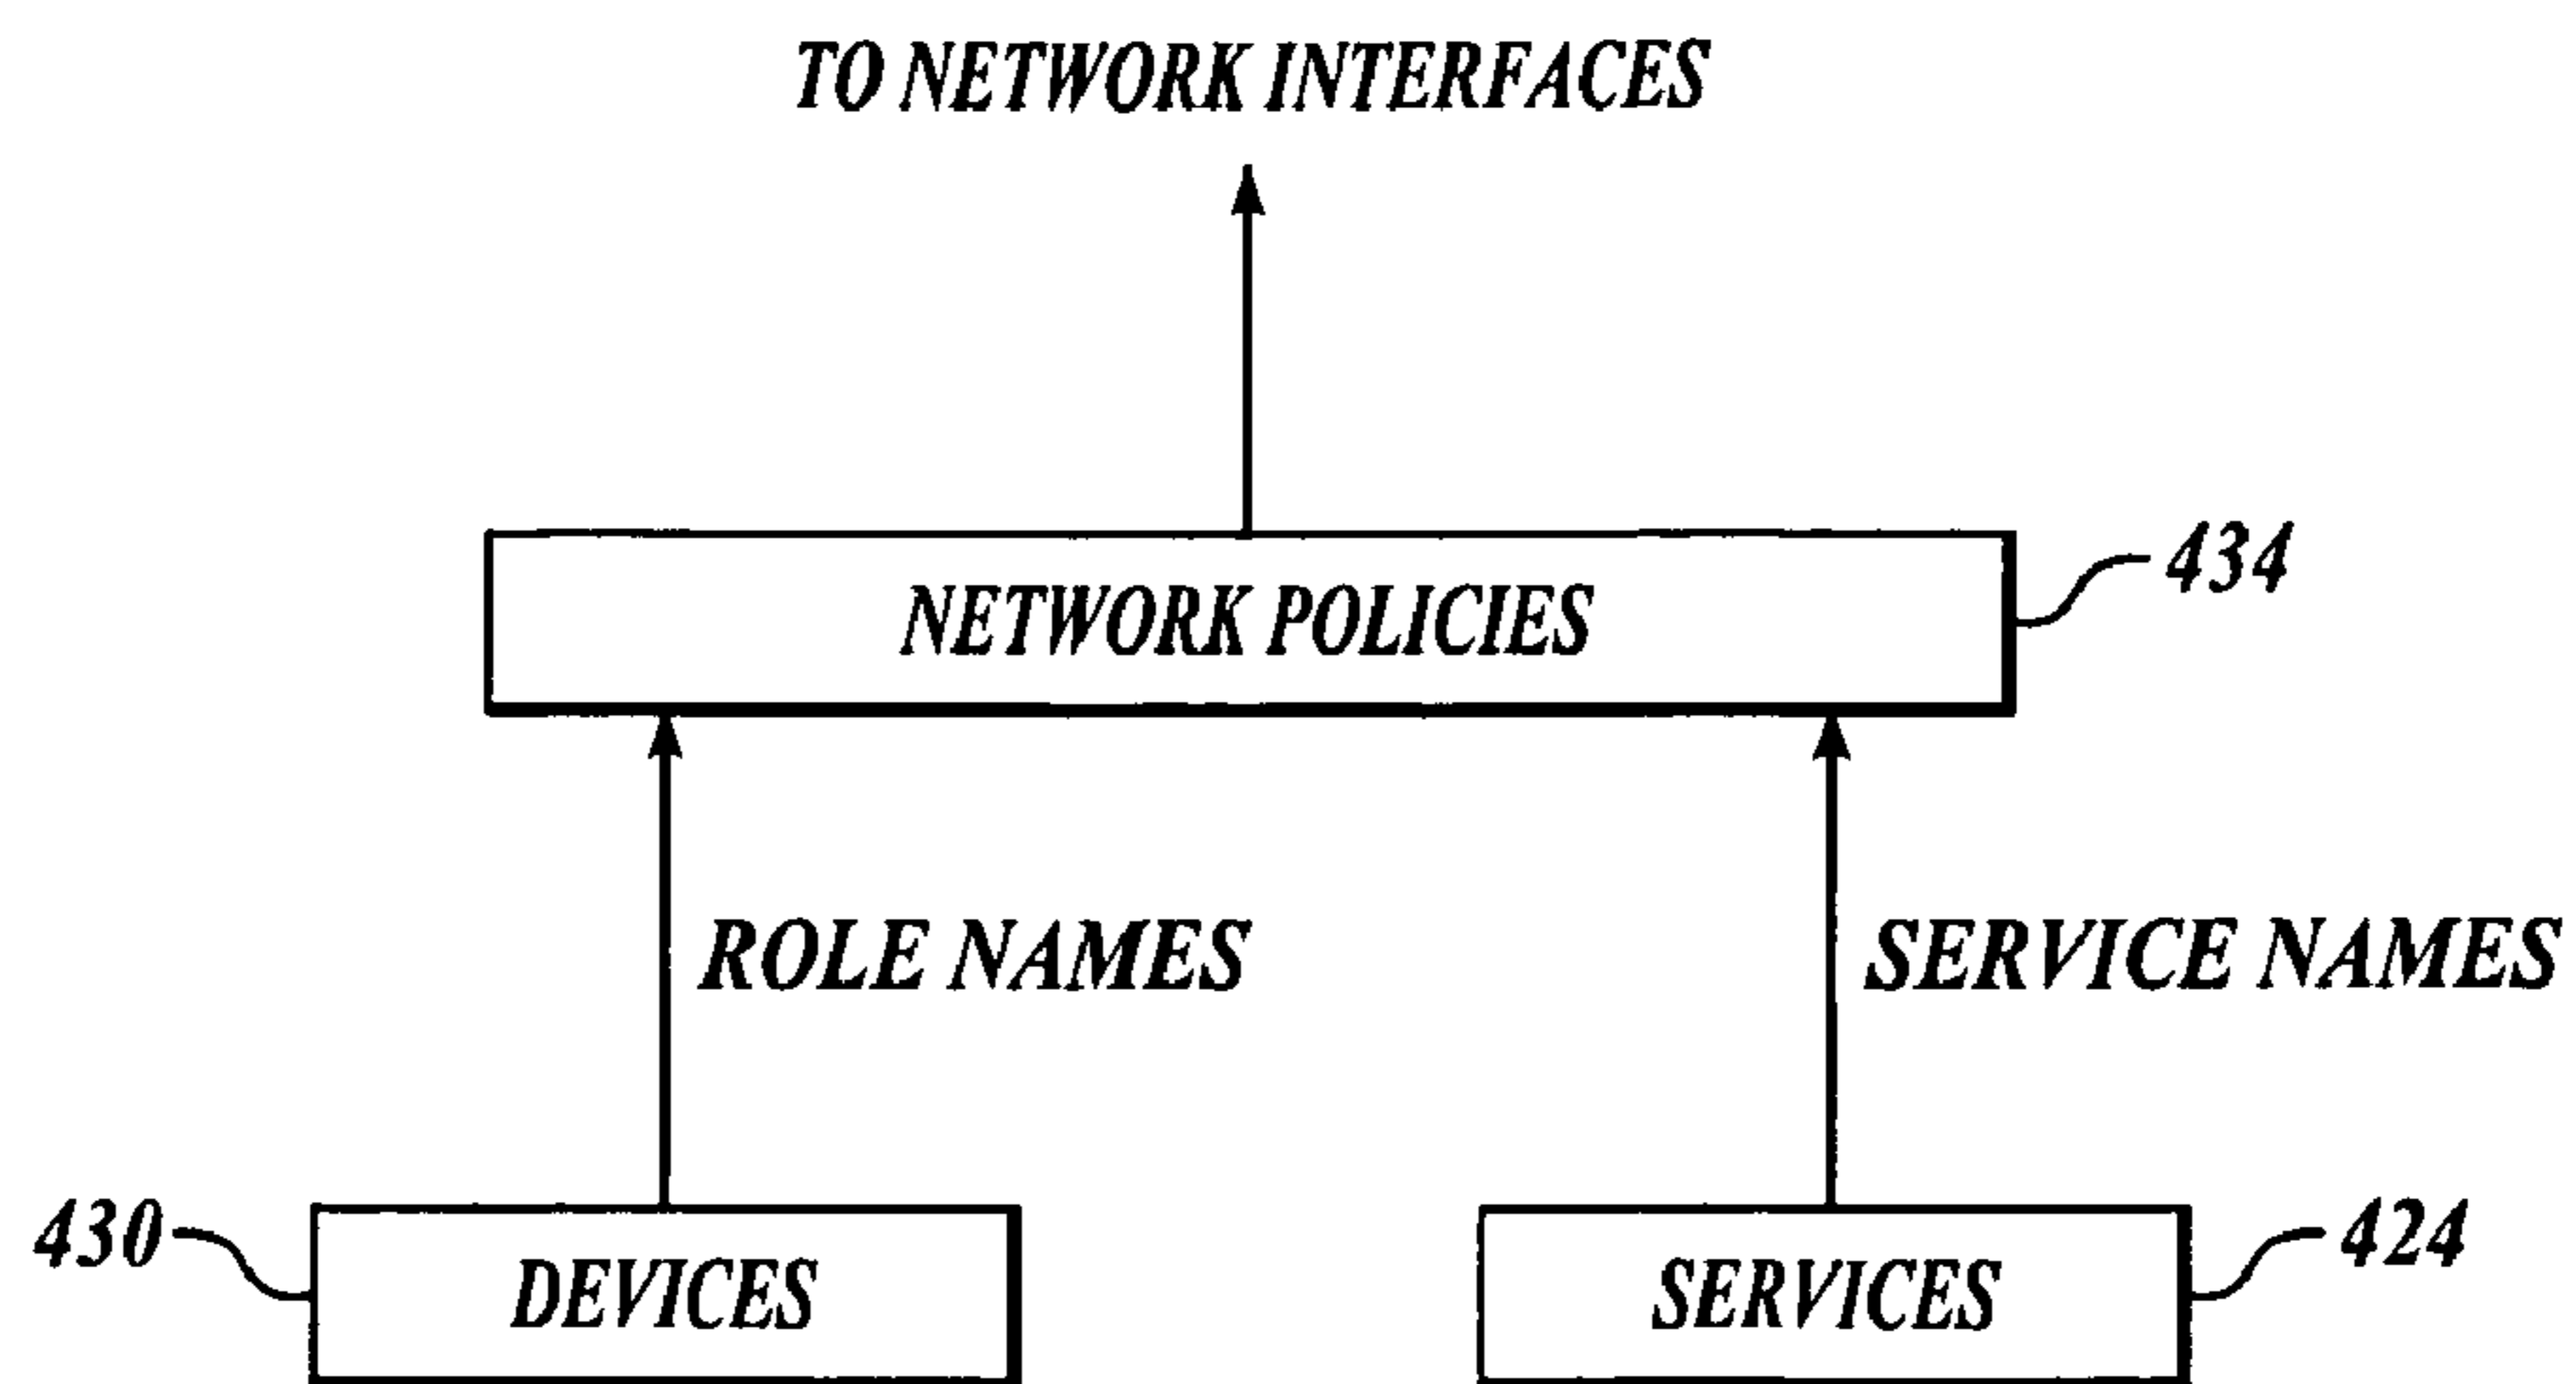 TO NETWORK INTERFACES
NETWORK POLICIES
434
ROLE NAMES
SERVICE NAMES
430
DEVICES
SERVICES
424